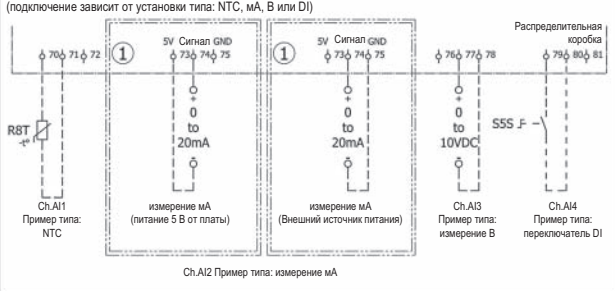 (подключение зависит от установки типа: NTC, мА, В или DI)
Распределительная
коробка
70 71 72
1
5V Сигнал GND
73 74 75
1
5V Сигнал GND
73 74 75
76 77 78
79 80 81
R8T
-t°
+
0
to
20mA
-
+
0
to
20mA
-
+
0
to
10VDC
-
S5S
Ch.AI1
Пример типа:
NTC
измерение мА
(питание 5 В от платы)
измерение мА
(Внешний источник питания)
Ch.AI3
Пример типа:
измерение В
Ch.AI4
Пример типа:
переключатель DI
Ch.AI2 Пример типа: измерение мА